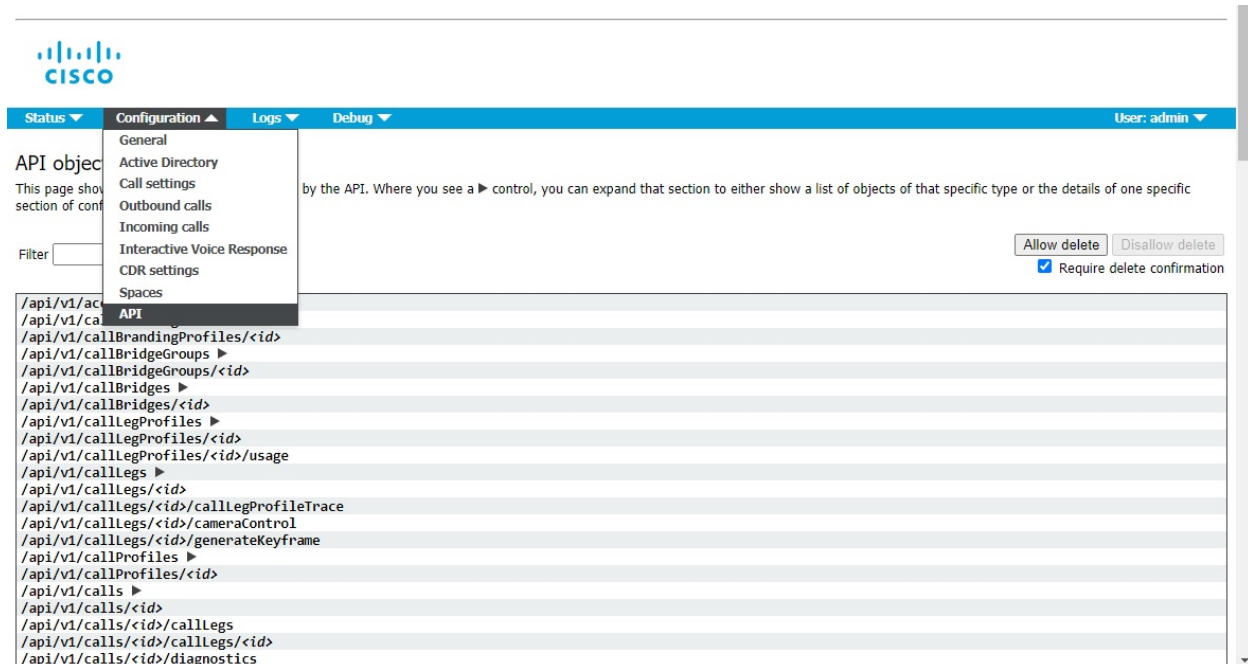 CISCO
Status Configuration Logs Debug User: admin
General
API objec
Active Directory
This page shov
Call settings
by the API. Where you see a ▶ control, you can expand that section to either show a list of objects of that specific type or the details of one specific
section of conf
Outbound calls
Incoming calls
Filter
Interactive Voice Response
Allow delete Disallow delete
CDR settings
Require delete confirmation
Spaces
API
/api/v1/acc
/api/v1/cal
/api/v1/callBrandingProfiles/<id>
/api/v1/callBridgeGroups ▶
/api/v1/callBridgeGroups/<id>
/api/v1/callBridges ▶
/api/v1/callBridges/<id>
/api/v1/callLegProfiles ▶
/api/v1/callLegProfiles/<id>
/api/v1/callLegProfiles/<id>/usage
/api/v1/callLegs ▶
/api/v1/callLegs/<id>
/api/v1/callLegs/<id>/callLegProfileTrace
/api/v1/callLegs/<id>/cameraControl
/api/v1/callLegs/<id>/generateKeyframe
/api/v1/callProfiles ▶
/api/v1/callProfiles/<id>
/api/v1/calls ▶
/api/v1/calls/<id>
/api/v1/calls/<id>/callLegs
/api/v1/calls/<id>/callLegs/<id>
/api/v1/calls/<id>/diagnostics